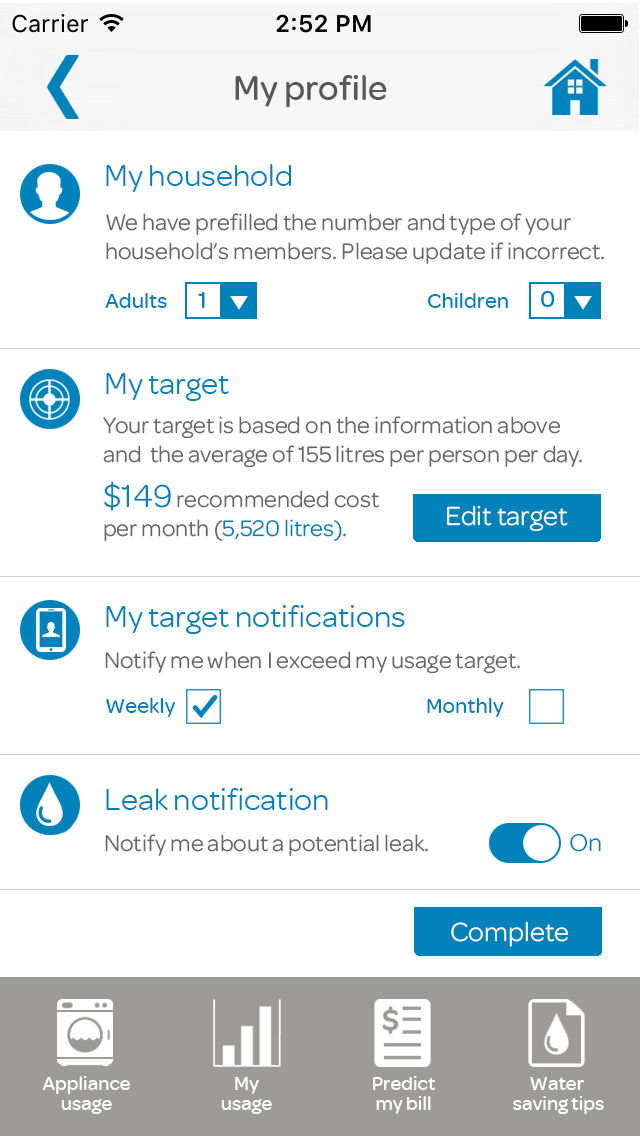 Carrier 2:52 PM
My profile
My household
We have prefilled the number and type of your
household’s members. Please update if incorrect.
Adults 1 Children 0
My target
Your target is based on the information above
and the average of 155 litres per person per day.
$149 recommended cost
per month (5,520 litres).
Edit target
My target notifications
Notify me when I exceed my usage target.
Weekly Monthly
Leak notification
Notify me about a potential leak.
On
Complete
Appliance
usage
My
usage
$
Predict
my bill
Water
saving tips